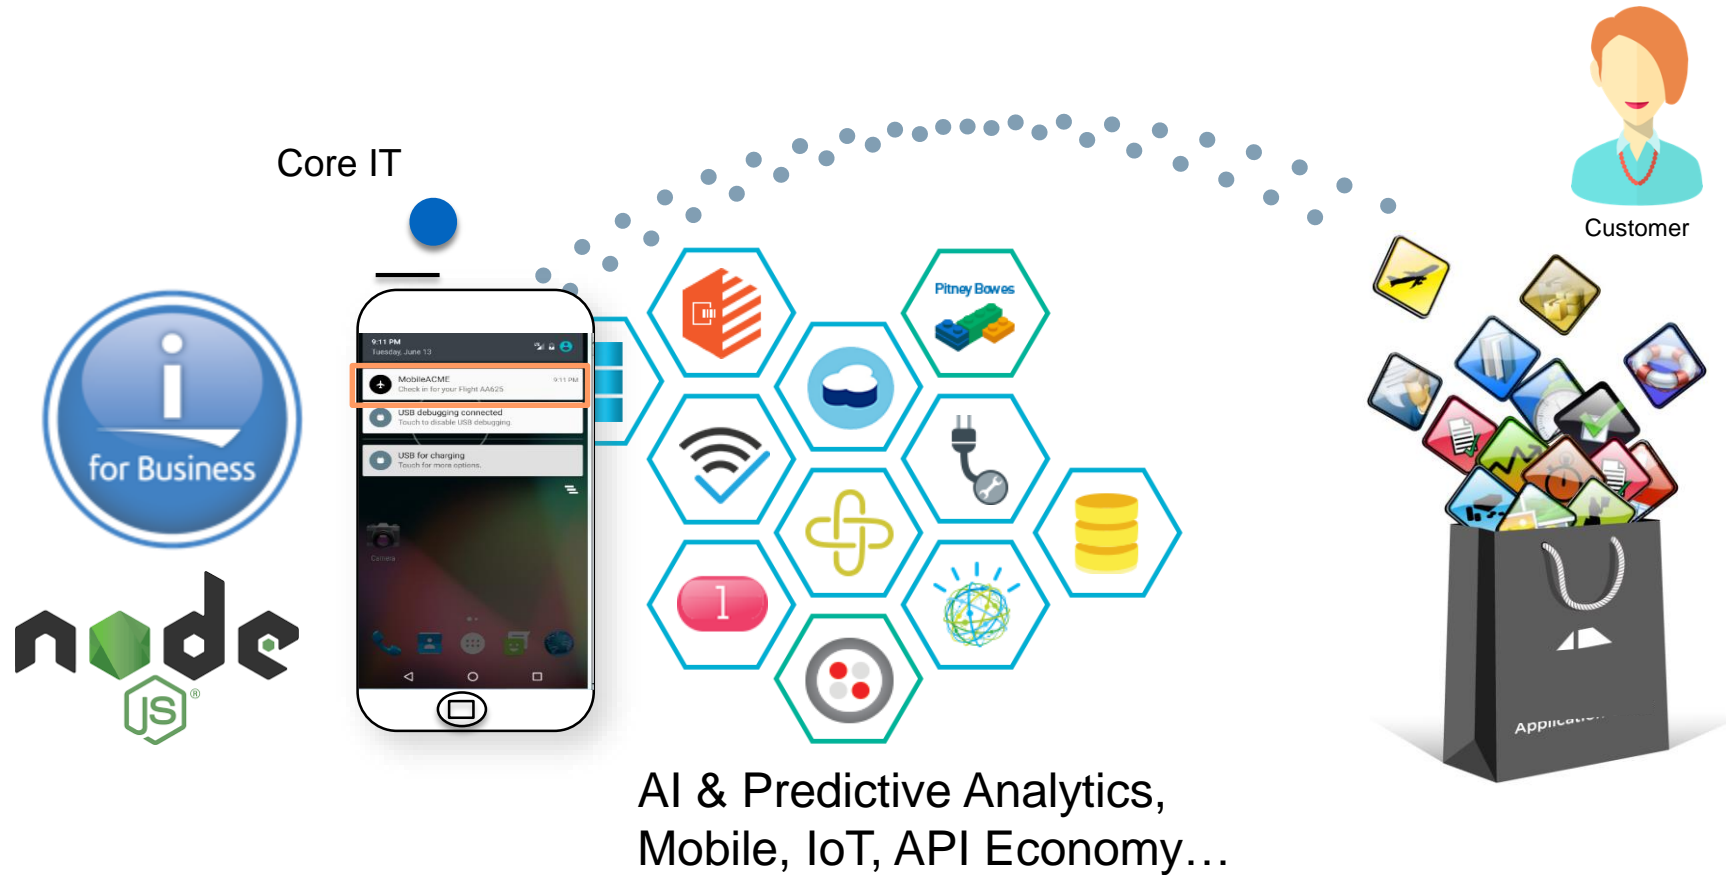 Core IT
Customer
i
for Business
node
JS®
9:11 PM
Tuesday, June 13
MobileACME 9:11 PM
Check in for your Flight AA625
USB debugging connected
Touch to disable USB debugging.
USB for charging
Touch for more options.
Camera
Pitney Bowes
1
AI & Predictive Analytics,
Mobile, IoT, API Economy…